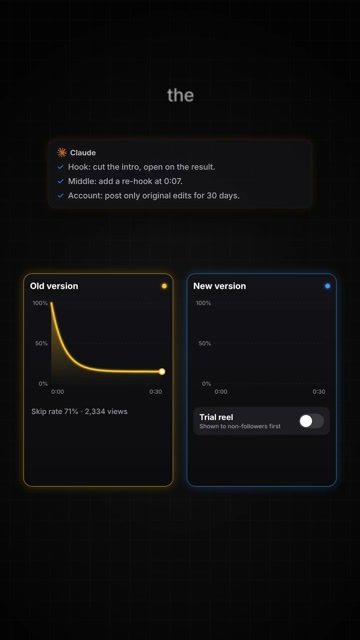 the
Claude
Hook: cut the intro, open on the result.
Middle: add a re-hook at 0:07.
Account: post only original edits for 30 days.
Old version
100%
50%
0%
0:00 0:30
Skip rate 71% · 2,334 views
New version
100%
50%
0%
0:00 0:30
Trial reel
Shown to non-followers first